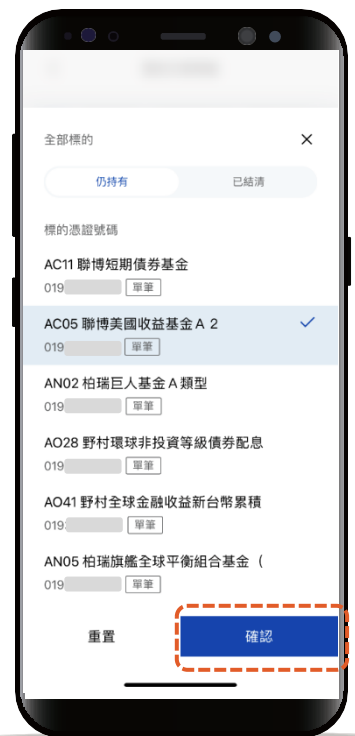 全部標的
仍持有 已結清
標的憑證號碼
AC11 聯博短期債券基金
019 單筆
AC05 聯博美國收益基金Ａ２
019 單筆
AN02 柏瑞巨人基金Ａ類型
019 單筆
AO28 野村環球非投資等級債券配息
019 單筆
AO41 野村全球金融收益新台幣累積
019 單筆
AN05 柏瑞旗艦全球平衡組合基金（
019 單筆
重置 確認